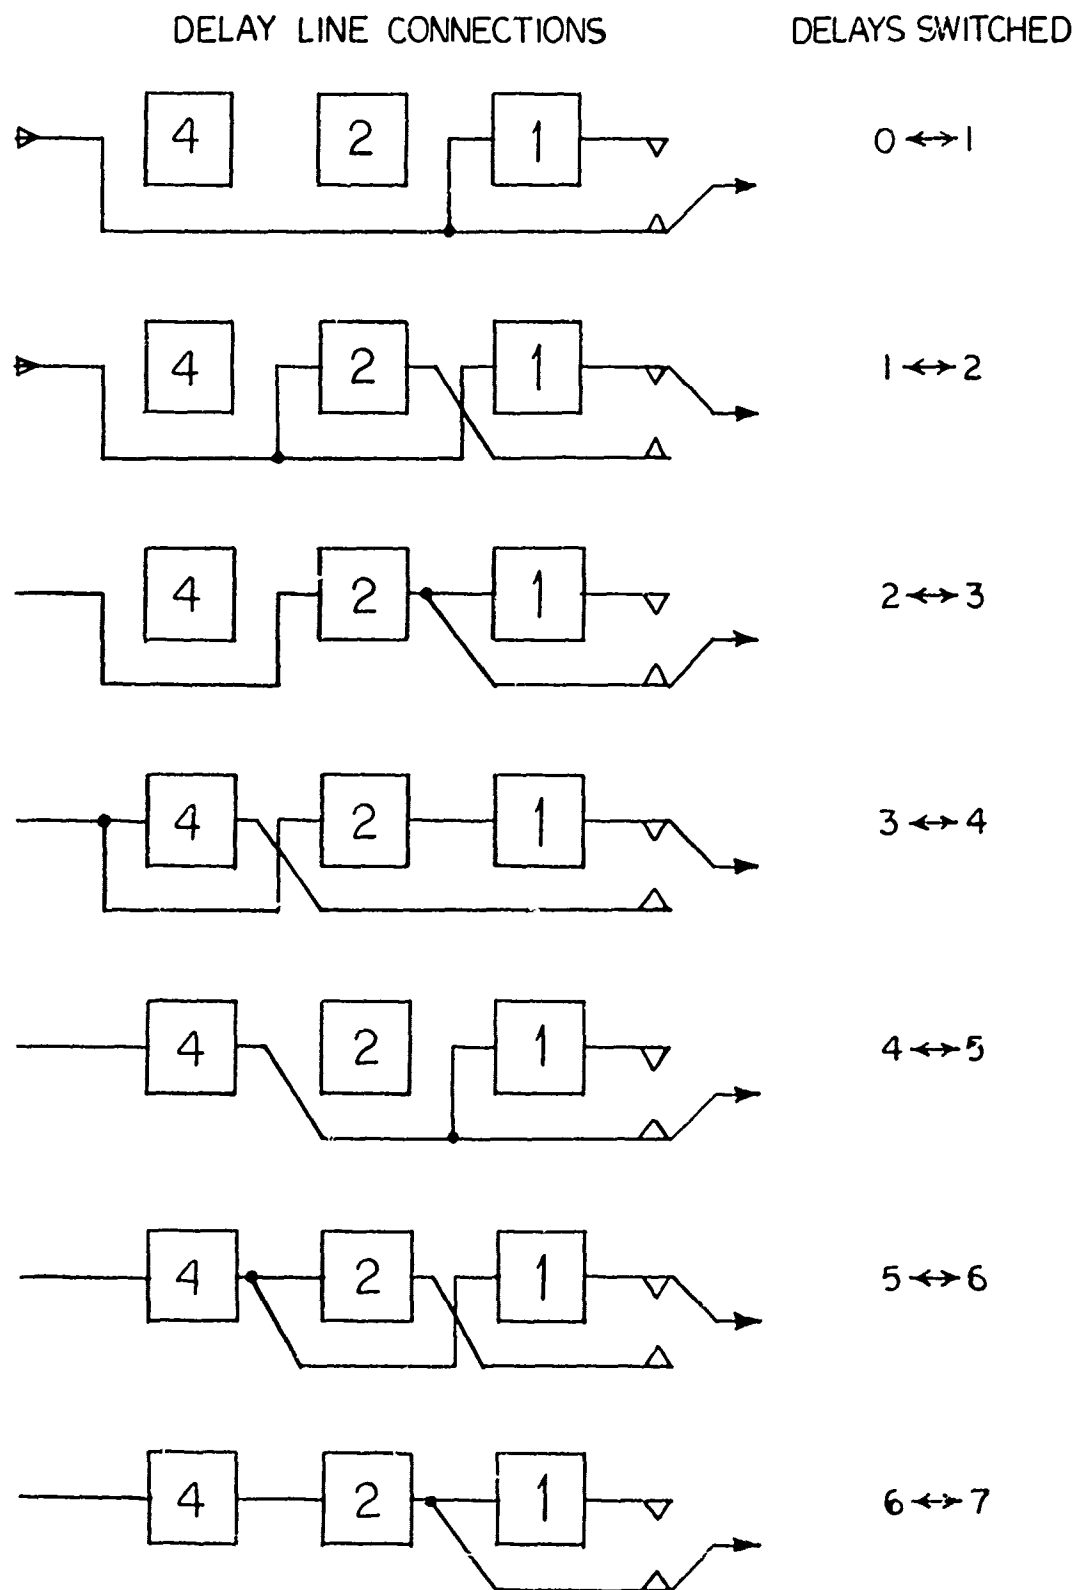 DELAY LINE CONNECTIONS DELAYS SWITCHED
4 2 1 0 ↔ 1
4 2 1 1 ↔ 2
4 2 1 2 ↔ 3
4 2 1 3 ↔ 4
4 2 1 4 ↔ 5
4 2 1 5 ↔ 6
4 2 1 6 ↔ 7